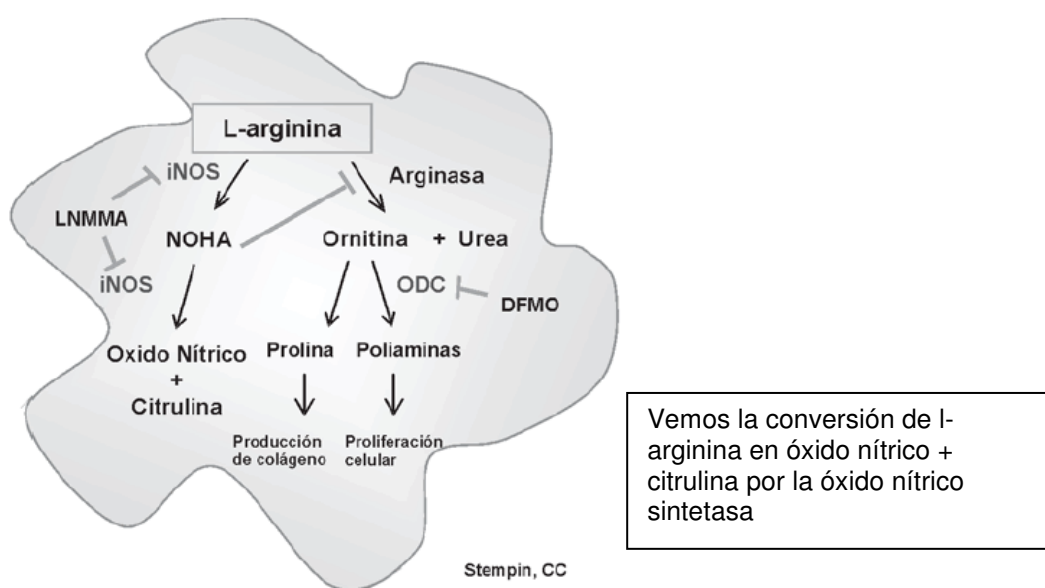 L-arginina
iNOS
Arginasa
LNMMA
NOHA
Ornitina + Urea
iNOS
ODC
DFMO
Oxido Nítrico
+
Citrulina
Prolina
Poliaminas
Producción
de colágeno
Proliferación
celular
Stempin, CC
Vemos la conversión de l-
arginina en óxido nítrico +
citrulina por la óxido nítrico
sintetasa